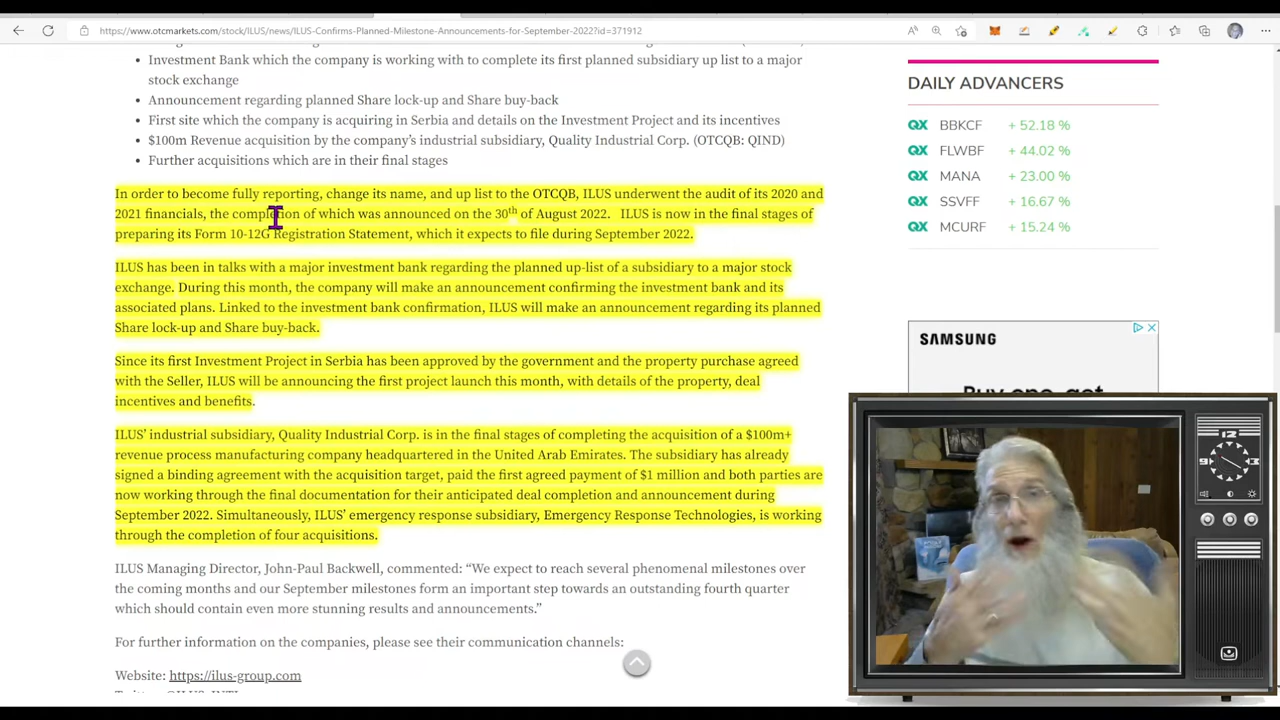 https://www.otcmarkets.com/stock/ILUS/news/ILUS-Confirms-Planned-Milestone-Announcements-for-September-2022?id=371912
Investment Bank which the company is working with to complete its first planned subsidiary up list to a major
stock exchange
Announcement regarding planned Share lock-up and Share buy-back
First site which the company is acquiring in Serbia and details on the Investment Project and its incentives
$100m Revenue acquisition by the company's industrial subsidiary, Quality Industrial Corp. (OTCQB: QIND)
Further acquisitions which are in their final stages
In order to become fully reporting, change its name, and up list to the OTCQB, ILUS underwent the audit of its 2020 and
2021 financials, the completion of which was announced on the 30th of August 2022. ILUS is now in the final stages of
preparing its Form 10-12G Registration Statement, which it expects to file during September 2022.
ILUS has been in talks with a major investment bank regarding the planned up-list of a subsidiary to a major stock
exchange. During this month, the company will make an announcement confirming the investment bank and its
associated plans. Linked to the investment bank confirmation, ILUS will make an announcement regarding its planned
Share lock-up and Share buy-back.
Since its first Investment Project in Serbia has been approved by the government and the property purchase agreed
with the Seller, ILUS will be announcing the first project launch this month, with details of the property, deal
incentives and benefits.
ILUS' industrial subsidiary, Quality Industrial Corp. is in the final stages of completing the acquisition of a $100m+
revenue process manufacturing company headquartered in the United Arab Emirates. The subsidiary has already
signed a binding agreement with the acquisition target, paid the first agreed payment of $1 million and both parties are
now working through the final documentation for their anticipated deal completion and announcement during
September 2022. Simultaneously, ILUS' emergency response subsidiary, Emergency Response Technologies, is working
through the completion of four acquisitions.
ILUS Managing Director, John-Paul Backwell, commented: "We expect to reach several phenomenal milestones over
the coming months and our September milestones form an important step towards an outstanding fourth quarter
which should contain even more stunning results and announcements."
For further information on the companies, please see their communication channels:
Website: https://ilus-group.com
DAILY ADVANCERS
QX BBKCF + 52.18 %
QX FLWBF + 44.02 %
QX MANA + 23.00 %
QX SSVFF + 16.67 %
QX MCURF + 15.24 %
SAMSUNG
Buy one, get
12
3
9